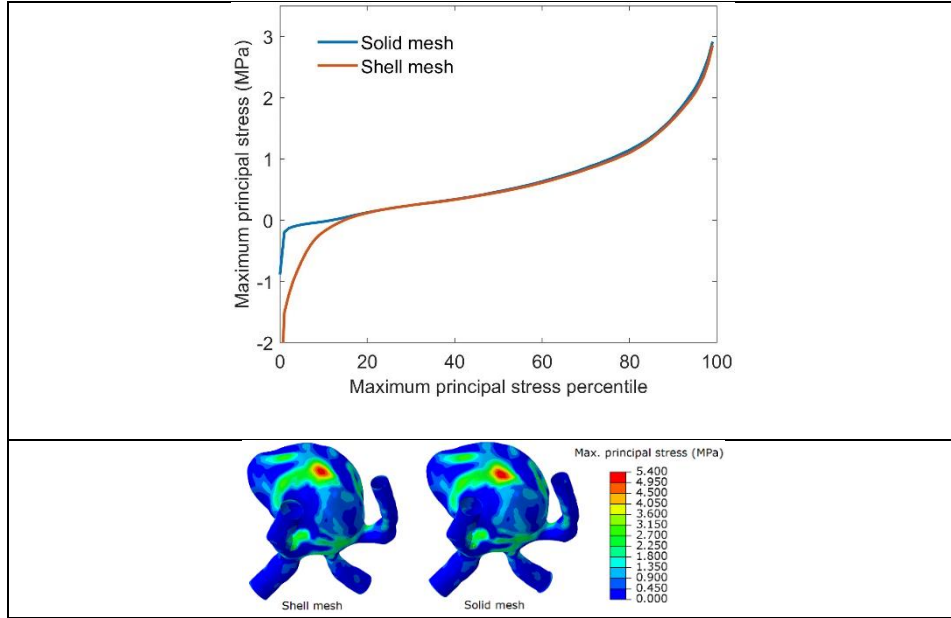 Solid mesh
Shell mesh
Maximum principal stress (MPa)
3
2
1
0
-1
-2
0 20 40 60 80 100
Maximum principal stress percentile
Max. principal stress (MPa)
5.400
4.950
4.500
4.050
3.600
3.150
2.700
2.250
1.800
1.350
0.900
0.450
0.000
Shell mesh Solid mesh